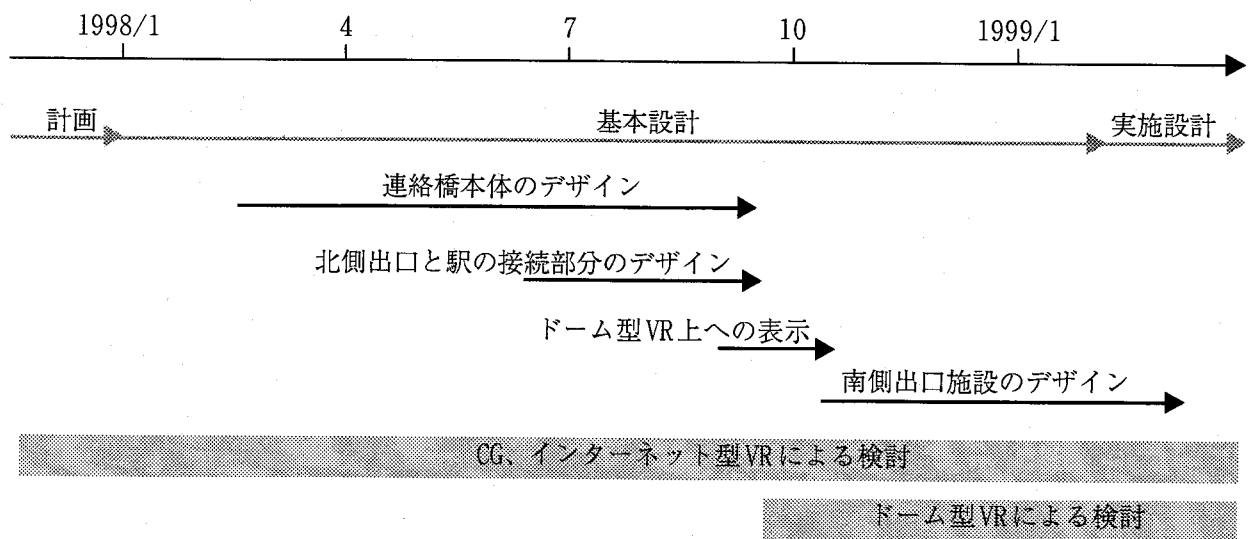 1998/1 4 7 10 1999/1
計画 基本設計 実施設計
連絡橋本体のデザイン
北側出口と駅の接続部分のデザイン
ドーム型VR上への表示
南側出口施設のデザイン
CG、インターネット型VRによる検討
ドーム型VRによる検討